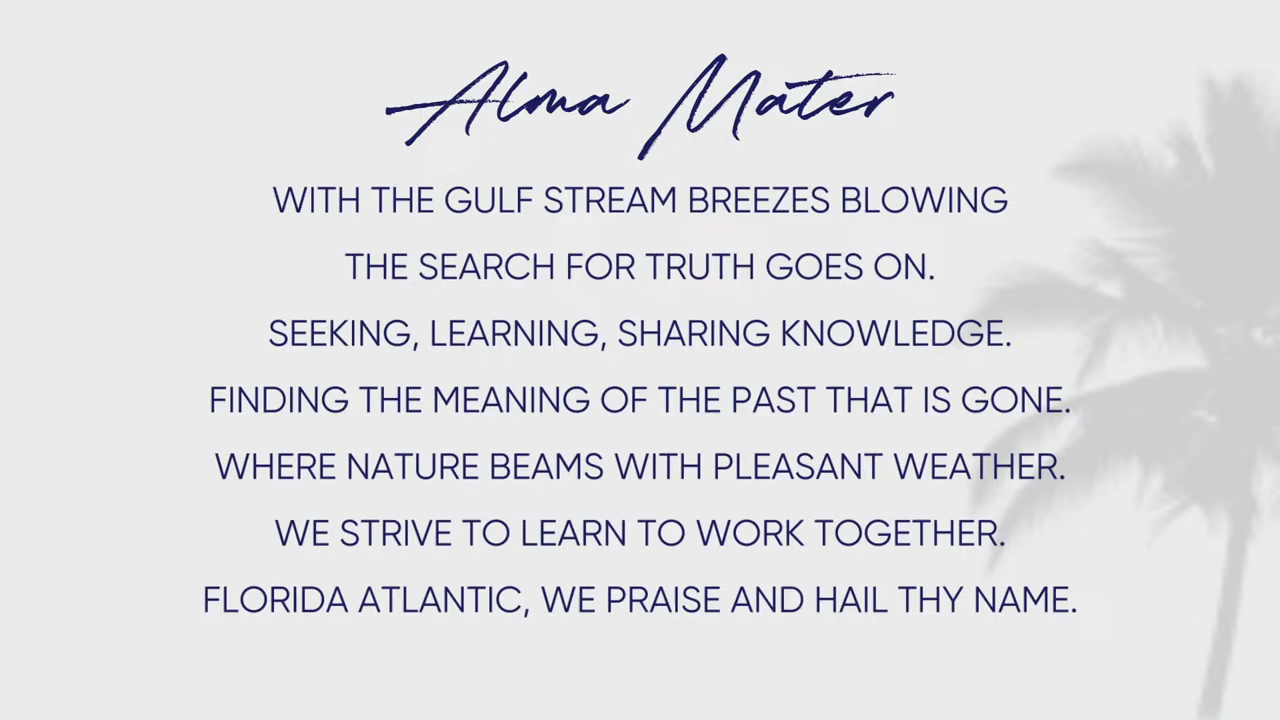 Alma Mater
WITH THE GULF STREAM BREEZES BLOWING
THE SEARCH FOR TRUTH GOES ON.
SEEKING, LEARNING, SHARING KNOWLEDGE.
FINDING THE MEANING OF THE PAST THAT IS GONE.
WHERE NATURE BEAMS WITH PLEASANT WEATHER.
WE STRIVE TO LEARN TO WORK TOGETHER.
FLORIDA ATLANTIC, WE PRAISE AND HAIL THY NAME.